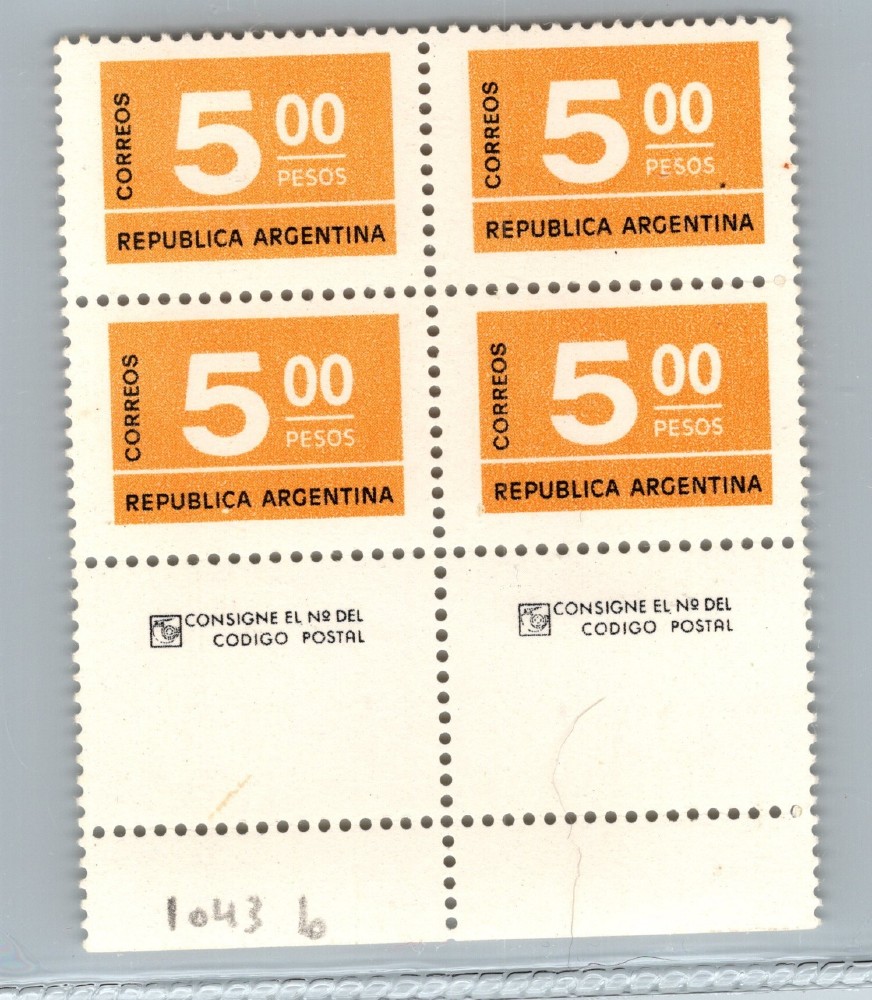 CORREOS
5 00
PESOS
REPUBLICA ARGENTINA
CORREOS
5 00
PESOS
REPUBLICA ARGENTINA
CORREOS
5 00
PESOS
REPUBLICA ARGENTINA
CORREOS
5 00
PESOS
REPUBLICA ARGENTINA
CONSIGNE EL Nº DEL
CODIGO POSTAL
CONSIGNE EL Nº DEL
CODIGO POSTAL
1043 b